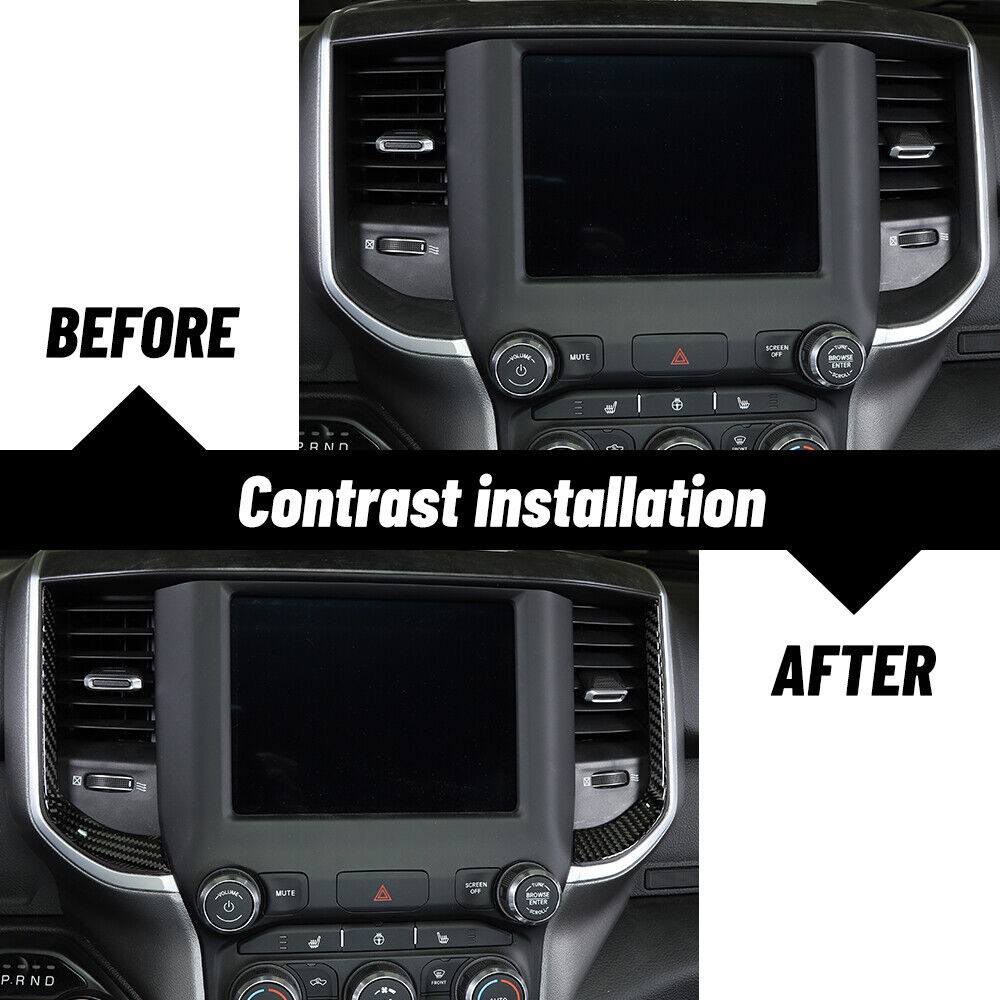 BEFORE
VOLUME
MUTE
SCREEN
OFF
TUNE
BROWSE
ENTER
SCROLL
P R N D
FRONT
Contrast installation
AFTER
VOLUME
MUTE
SCREEN
OFF
TUNE
BROWSE
ENTER
SCROLL
P R N D
FRONT
AUTO